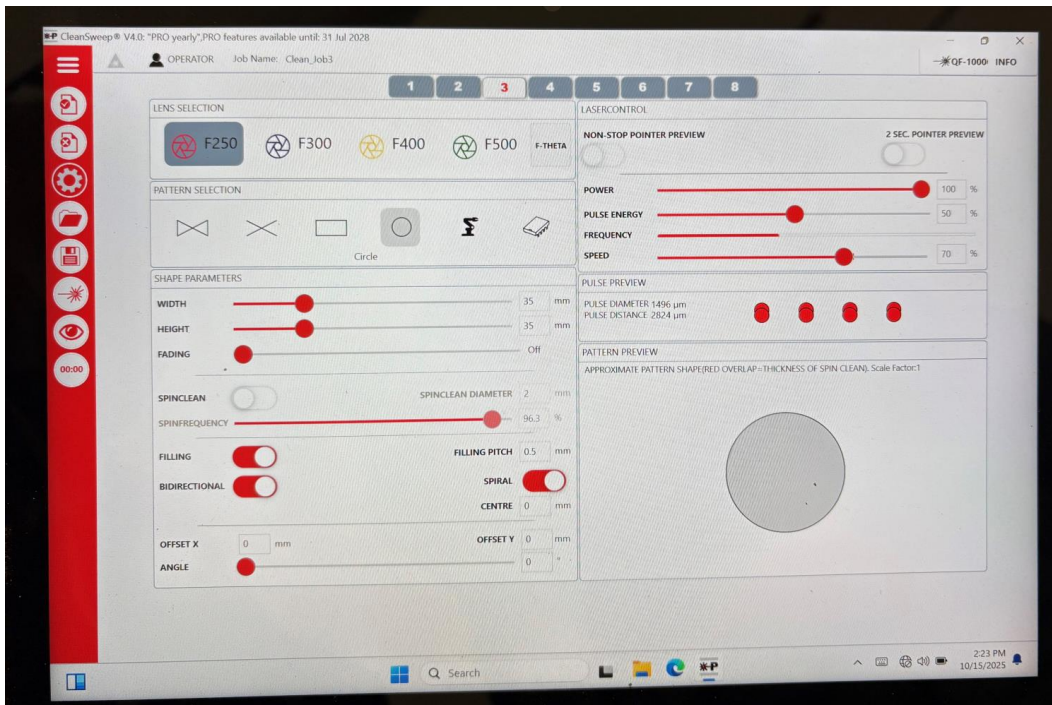 CleanSweep® V4.0: "PRO yearly",PRO features available until: 31 Jul 2028
OPERATOR Job Name: Clean_Job3
QF-1000 INFO
1 2 3 4 5 6 7 8
LENS SELECTION
F250 F300 F400 F500 F-THETA
PATTERN SELECTION
Circle
SHAPE PARAMETERS
WIDTH 35 mm
HEIGHT 35 mm
FADING Off
SPINCLEAN SPINCLEAN DIAMETER 2 mm
SPINFREQUENCY 96.3 %
FILLING FILLING PITCH 0.5 mm
BIDIRECTIONAL SPIRAL
CENTRE 0 mm
OFFSET X 0 mm OFFSET Y 0 mm
ANGLE 0 °
LASERCONTROL
NON-STOP POINTER PREVIEW 2 SEC. POINTER PREVIEW
POWER 100 %
PULSE ENERGY 50 %
FREQUENCY
SPEED 70 %
PULSE PREVIEW
PULSE DIAMETER 1496 µm
PULSE DISTANCE 2824 µm
PATTERN PREVIEW
APPROXIMATE PATTERN SHAPE(RED OVERLAP=THICKNESS OF SPIN CLEAN). Scale Factor:1
00:00
Search
P
2:23 PM
10/15/2025